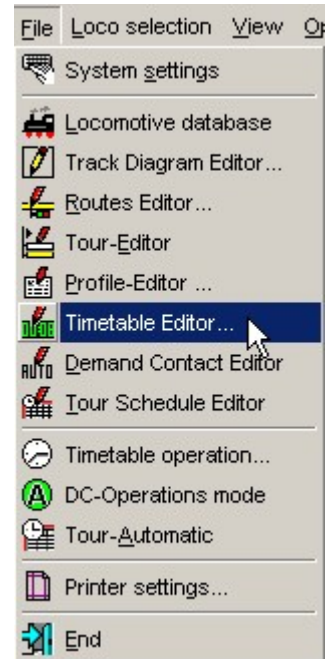 File Loco selection View
System settings
Locomotive database
Track Diagram Editor...
Routes Editor...
Tour-Editor
Profile-Editor ...
Timetable Editor...
AUTO Demand Contact Editor
Tour Schedule Editor
Timetable operation...
A DC-Operations mode
Tour-Automatic
Printer settings...
End